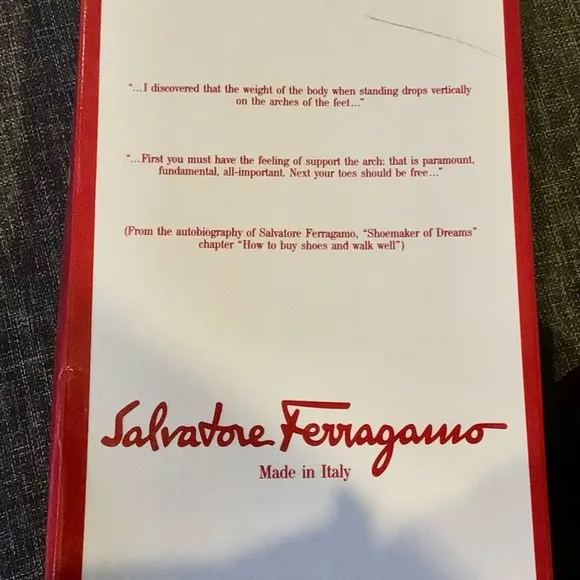 “...I discovered that the weight of the body when standing drops vertically
on the arches of the feet...”
“...First you must have the feeling of support the arch: that is paramount,
fundamental, all-important. Next your toes should be free...”
(From the autobiography of Salvatore Ferragamo, “Shoemaker of Dreams”
chapter “How to buy shoes and walk well”)
Salvatore Ferragamo
Made in Italy